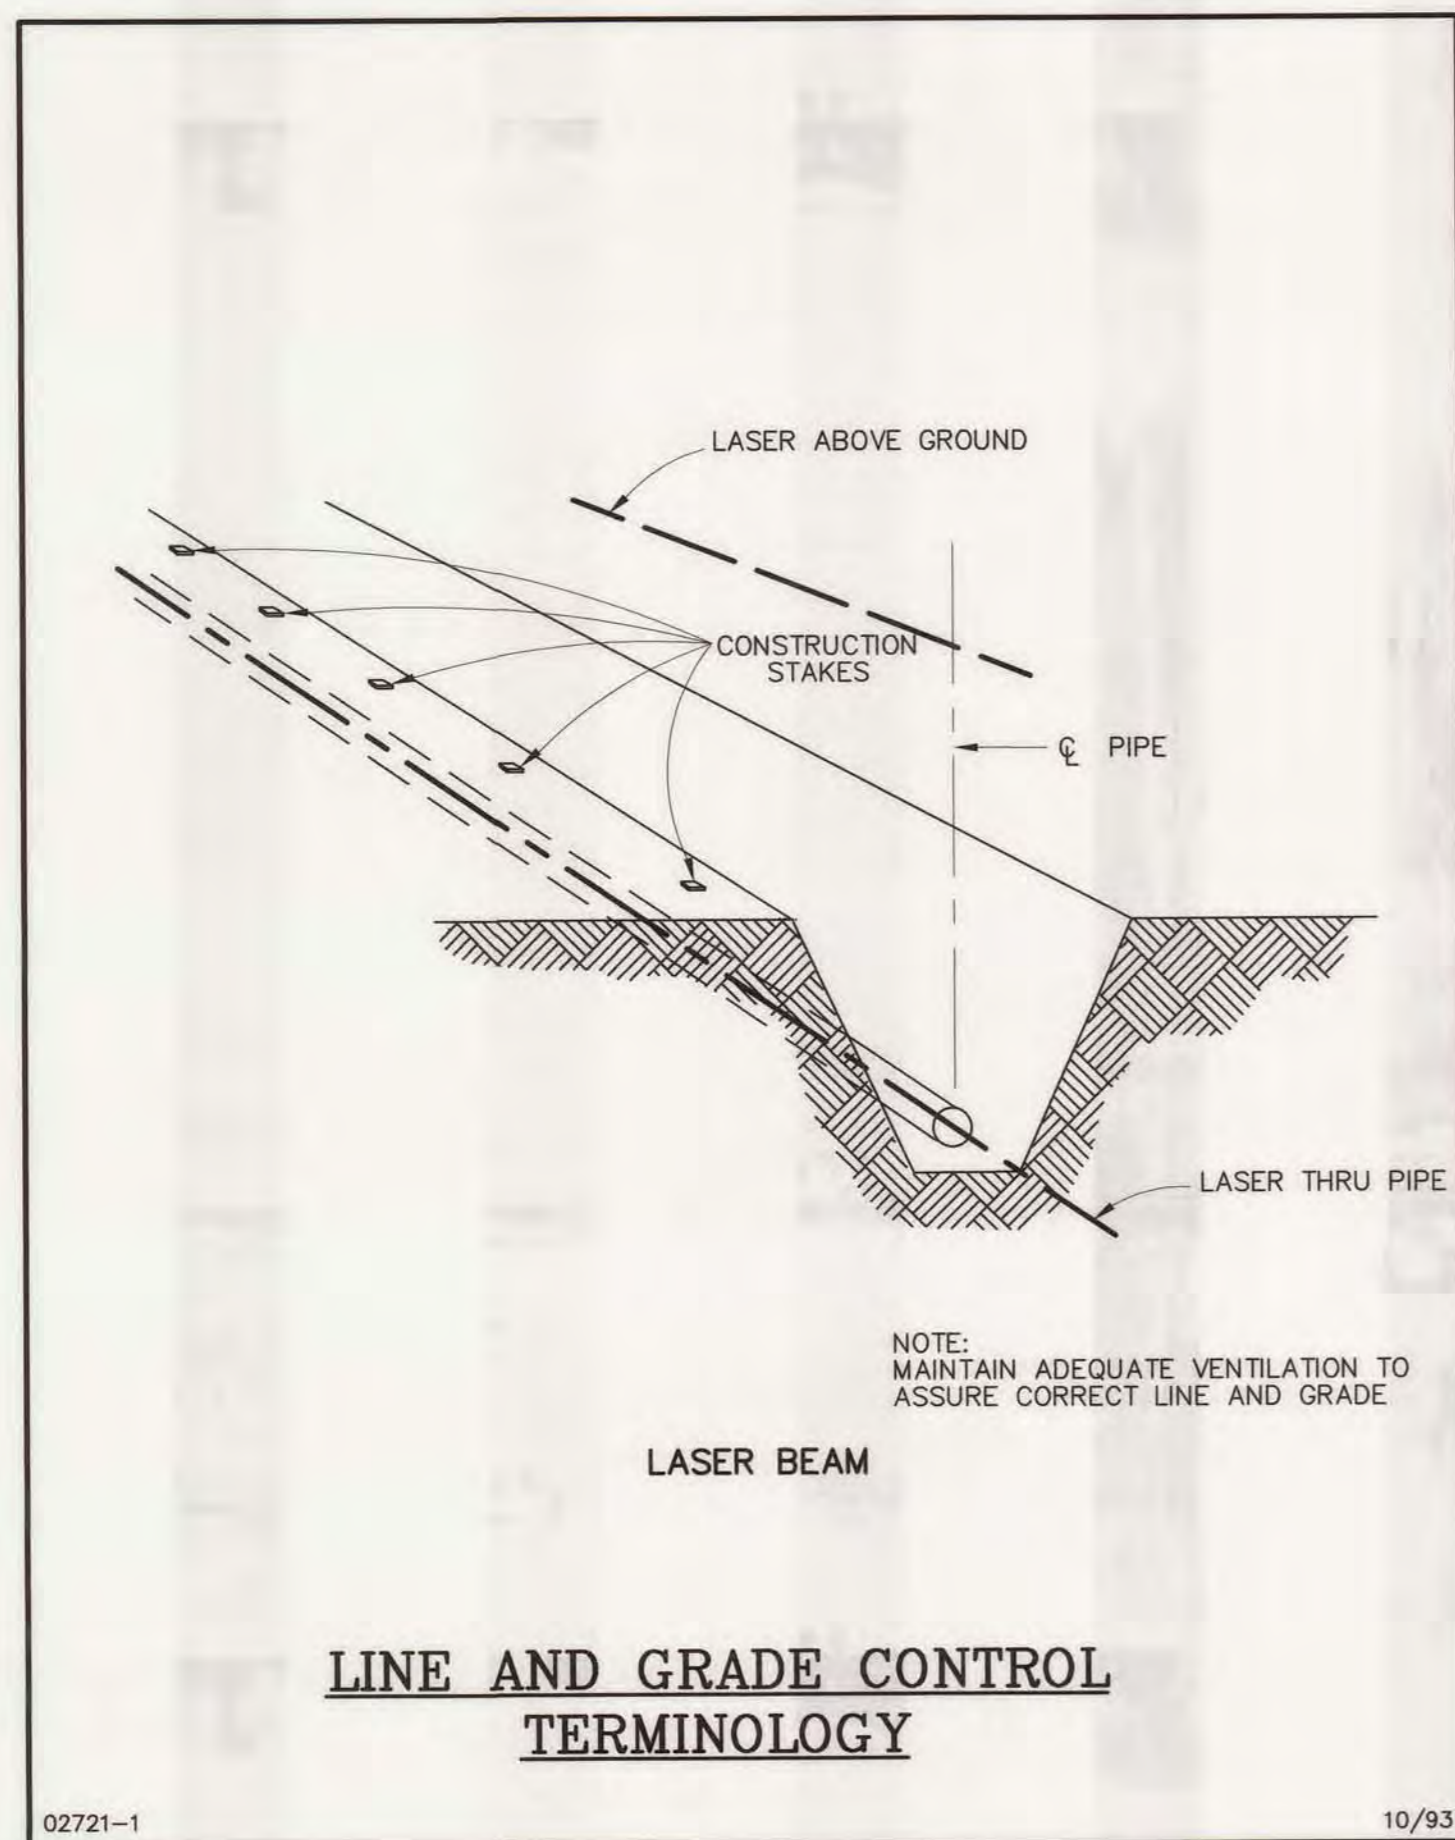 LASER ABOVE GROUND
CONSTRUCTION
STAKES
℄ PIPE
LASER THRU PIPE
NOTE:
MAINTAIN ADEQUATE VENTILATION TO
ASSURE CORRECT LINE AND GRADE
LASER BEAM
LINE AND GRADE CONTROL
TERMINOLOGY
02721-1
10/93